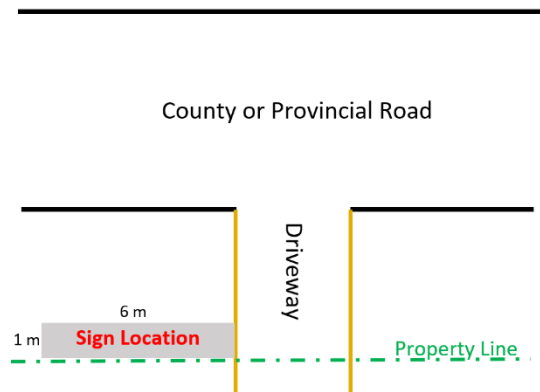 County or Provincial Road
Driveway
6 m
1 m
Sign Location
Property Line